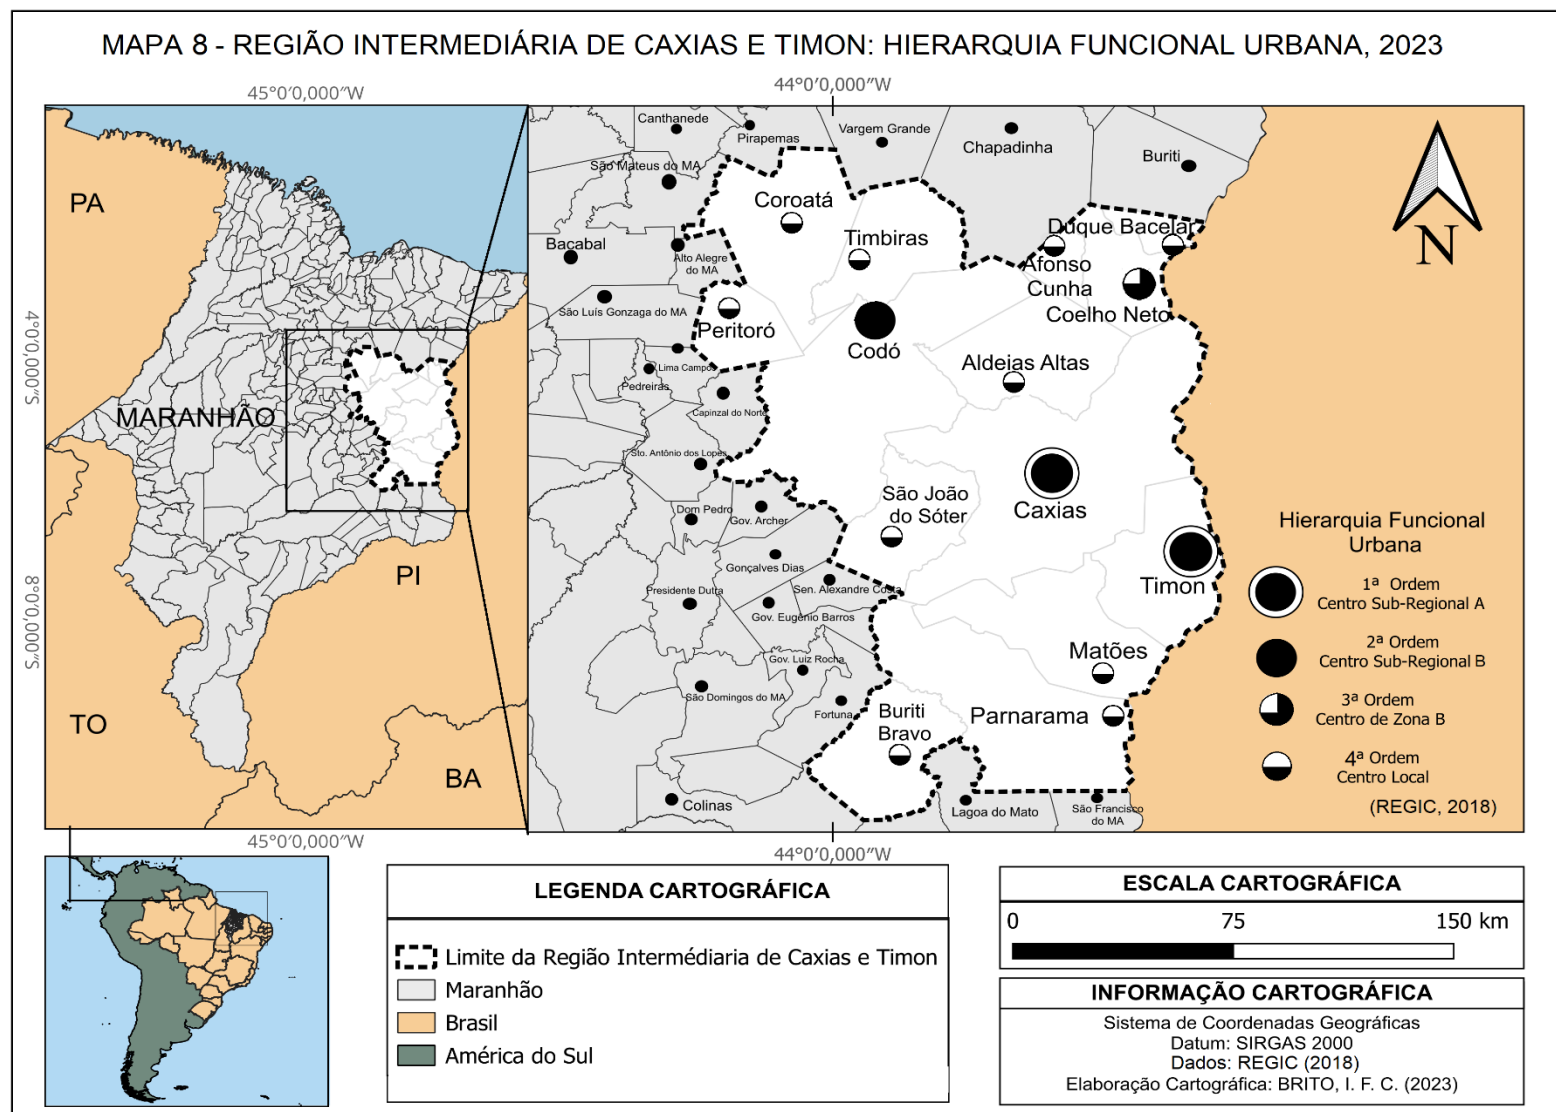 MAPA 8 - REGIÃO INTERMEDIÁRIA DE CAXIAS E TIMON: HIERARQUIA FUNCIONAL URBANA, 2023
45°0'0,000"W
44°0'0,000"W
4°0'0,000"S
8°0'0,000"S
PA
MARANHÃO
PI
TO
BA
Canthanede
Pirapemas
Vargem Grande
Chapadinha
Buriti
São Mateus do MA
Coroatá
Timbiras
Duque Bacelar
Bacabal
Alto Alegre
do MA
Afonso
Cunha
São Luís Gonzaga do MA
Peritoró
Coelho Neto
Codó
Lima Campos
Aldeias Altas
Pedreiras
Capinzal do Norte
Sto. Antônio dos Lopes
São João
do Sóter
Caxias
Dom Pedro
Gov. Archer
Gonçalves Dias
Timon
Presidente Dutra
Sen. Alexandre Costa
Gov. Eugênio Barros
Matões
Gov. Luiz Rocha
São Domingos do MA
Fortuna
Buriti
Bravo
Parnarama
Colinas
Lagoa do Mato
São Francisco
do MA
Hierarquia Funcional
Urbana
1ª Ordem
Centro Sub-Regional A
2ª Ordem
Centro Sub-Regional B
3ª Ordem
Centro de Zona B
4ª Ordem
Centro Local
(REGIC, 2018)
N
45°0'0,000"W
44°0'0,000"W
LEGENDA CARTOGRÁFICA
Limite da Região Intermédiaria de Caxias e Timon
Maranhão
Brasil
América do Sul
ESCALA CARTOGRÁFICA
0 75 150 km
INFORMAÇÃO CARTOGRÁFICA
Sistema de Coordenadas Geográficas
Datum: SIRGAS 2000
Dados: REGIC (2018)
Elaboração Cartográfica: BRITO, I. F. C. (2023)